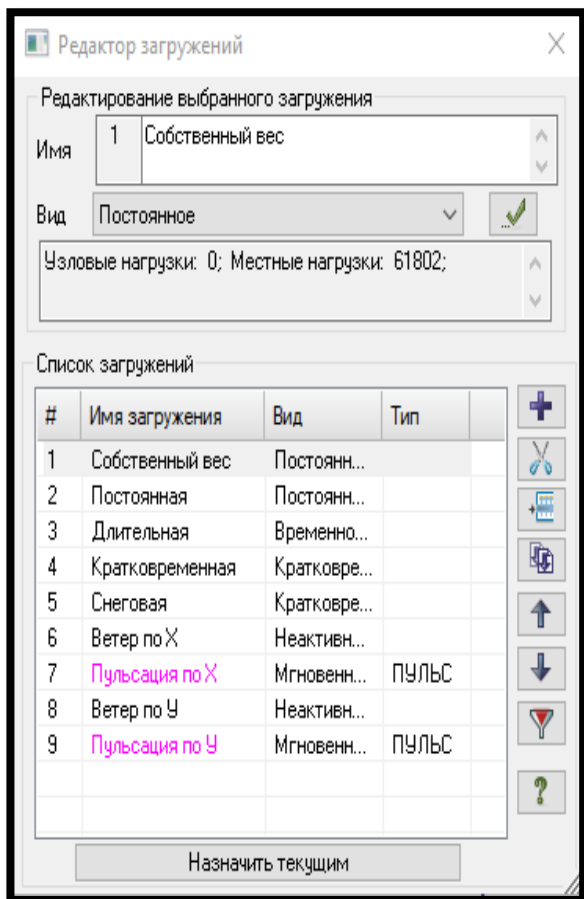 Редактор загружений
Редактирование выбранного загружения
Имя 1 Собственный вес
Вид Постоянное
Узловые нагрузки: 0; Местные нагрузки: 61802;
Список загружений
# Имя загружения Вид Тип
1 Собственный вес Постоянн...
2 Постоянная Постоянн...
3 Длительная Временно...
4 Кратковременная Кратковре...
5 Снеговая Кратковре...
6 Ветер по X Неактивн...
7 Пульсация по X Мгновенн... ПУЛЬС
8 Ветер по У Неактивн...
9 Пульсация по У Мгновенн... ПУЛЬС
Назначить текущим